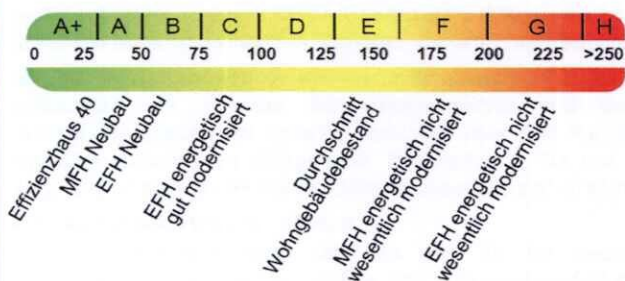 A+ A B C D E F G H
0 25 50 75 100 125 150 175 200 225 >250
Effizienzhaus 40
MFH Neubau
EFH Neubau
EFH energetisch
gut modernisiert
Durchschnitt
Wohngebäudebestand
MFH energetisch nicht
wesentlich modernisiert
EFH energetisch nicht
wesentlich modernisiert